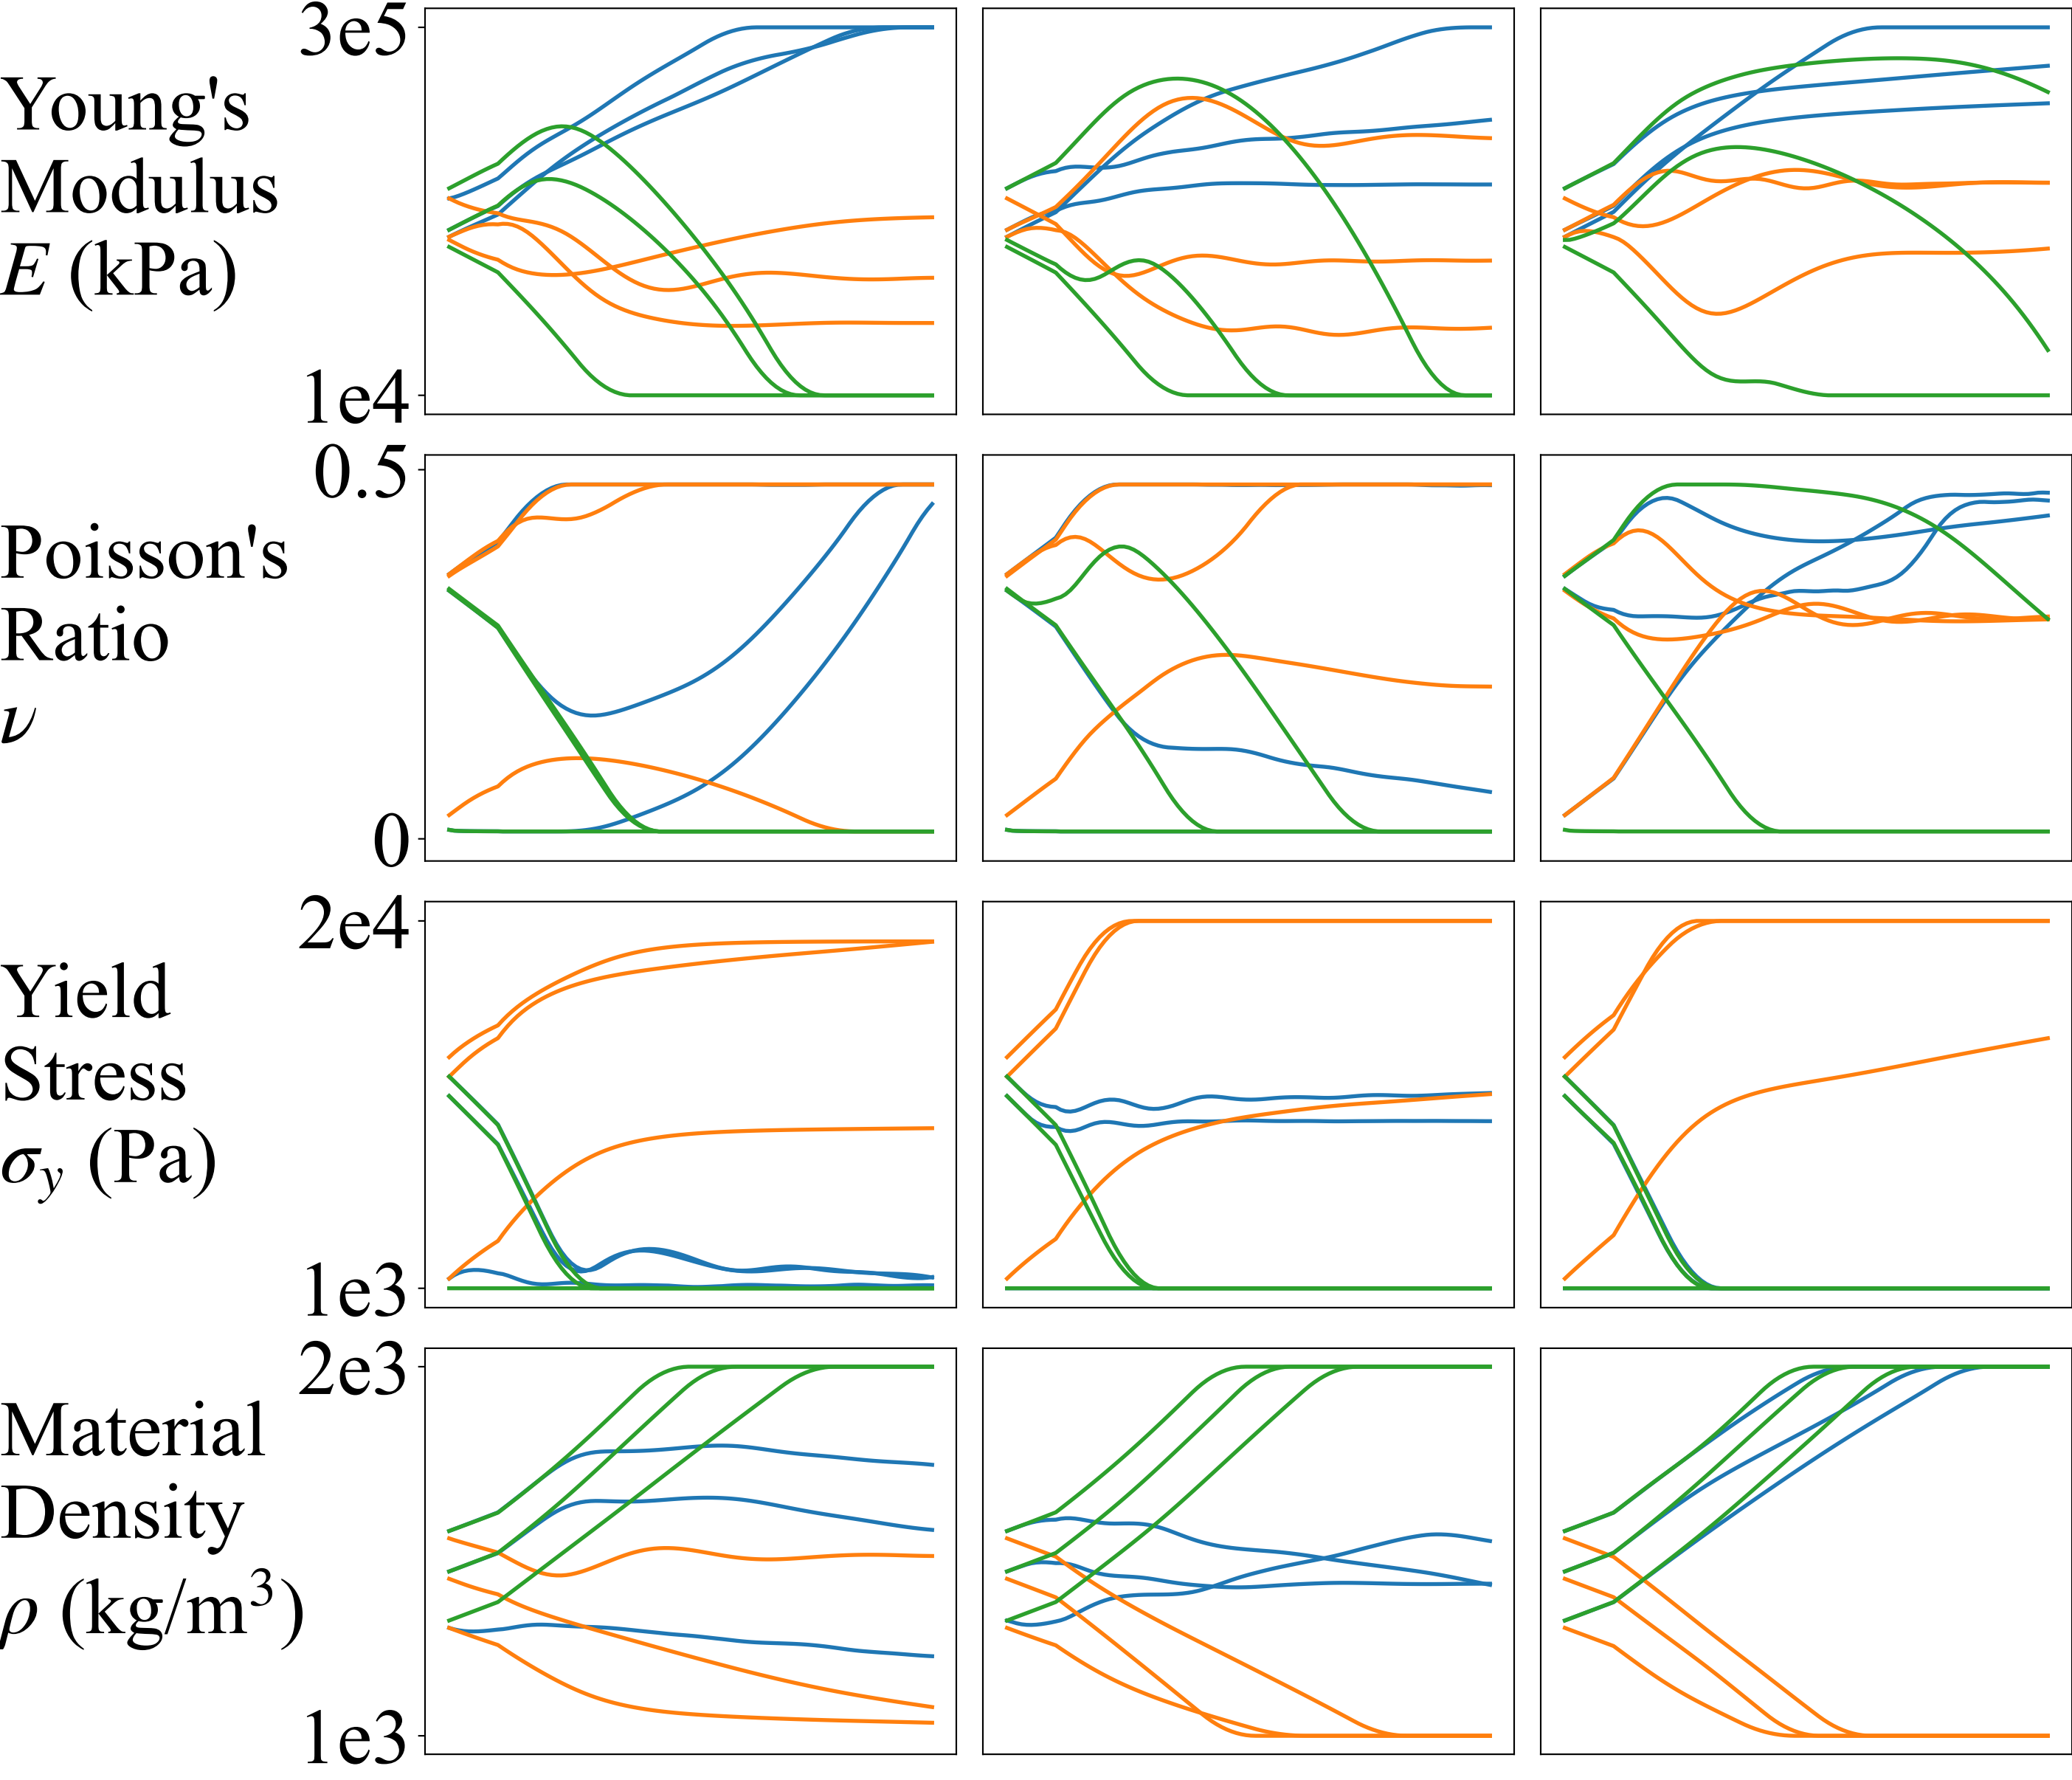 3e5
Young's
Modulus
E (kPa)
1e4
0.5
Poisson's
Ratio
ν
0
2e4
Yield
Stress
σy (Pa)
1e3
2e3
Material
Density
ρ (kg/m³)
1e3